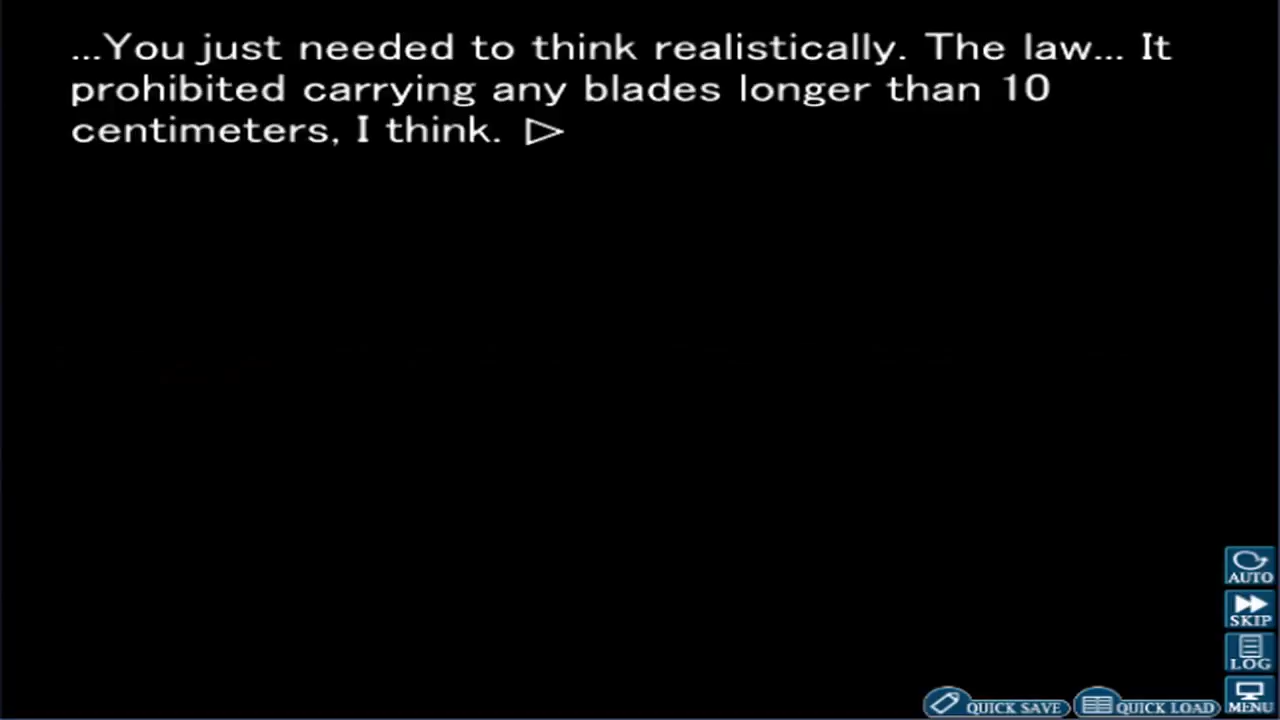 ...You just needed to think realistically. The law... It
prohibited carrying any blades longer than 10
centimeters, I think.
AUTO
SKIP
LOG
QUICK SAVE QUICK LOAD MENU